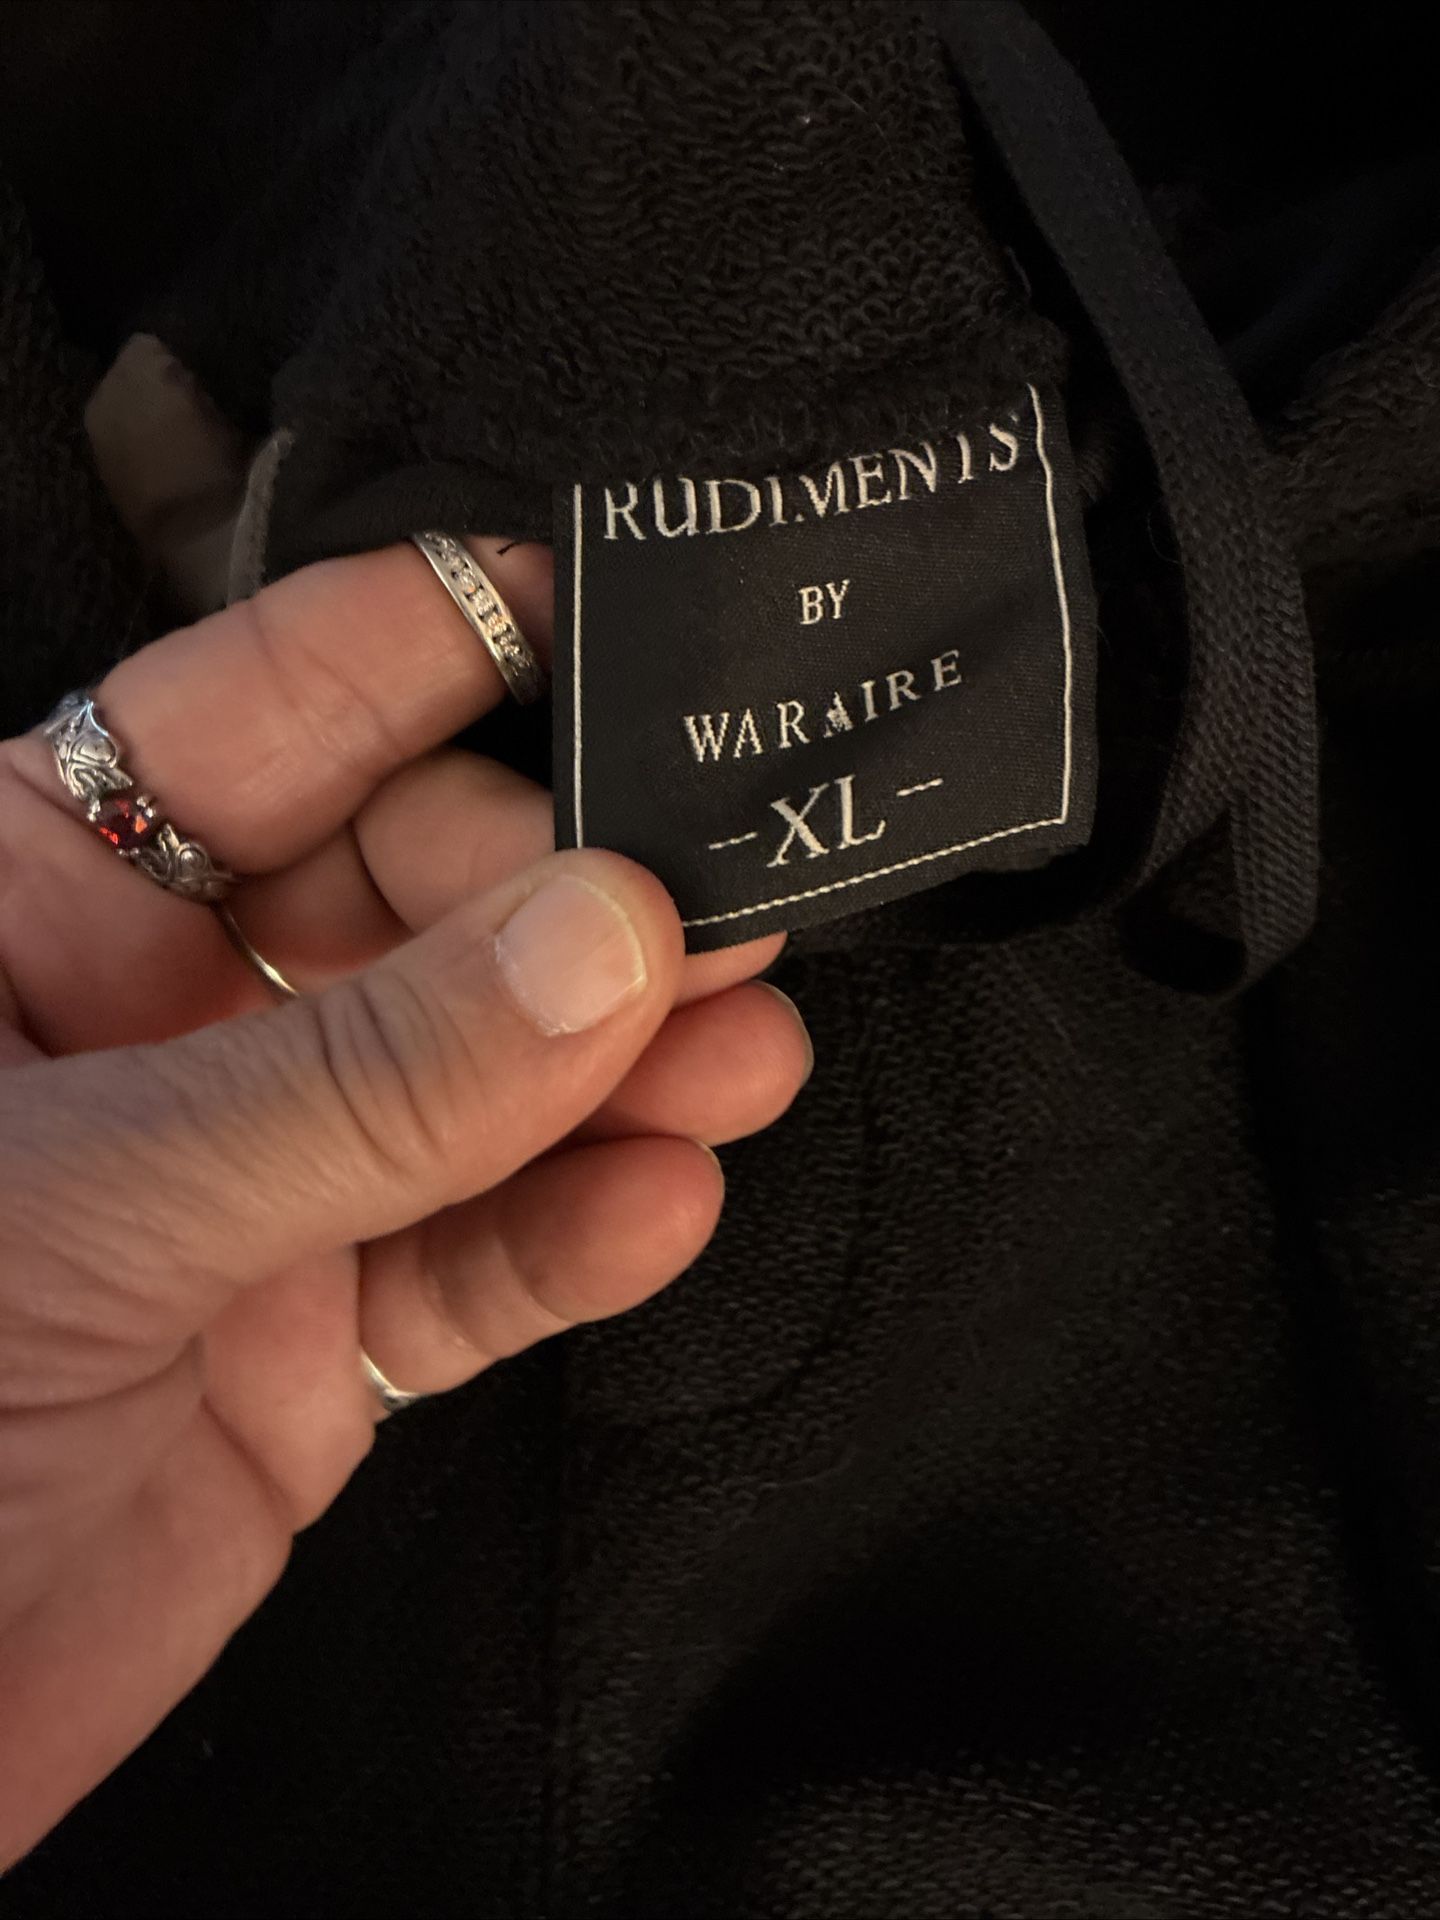 RUDIMENTS
BY
WARAIRE
-XL-